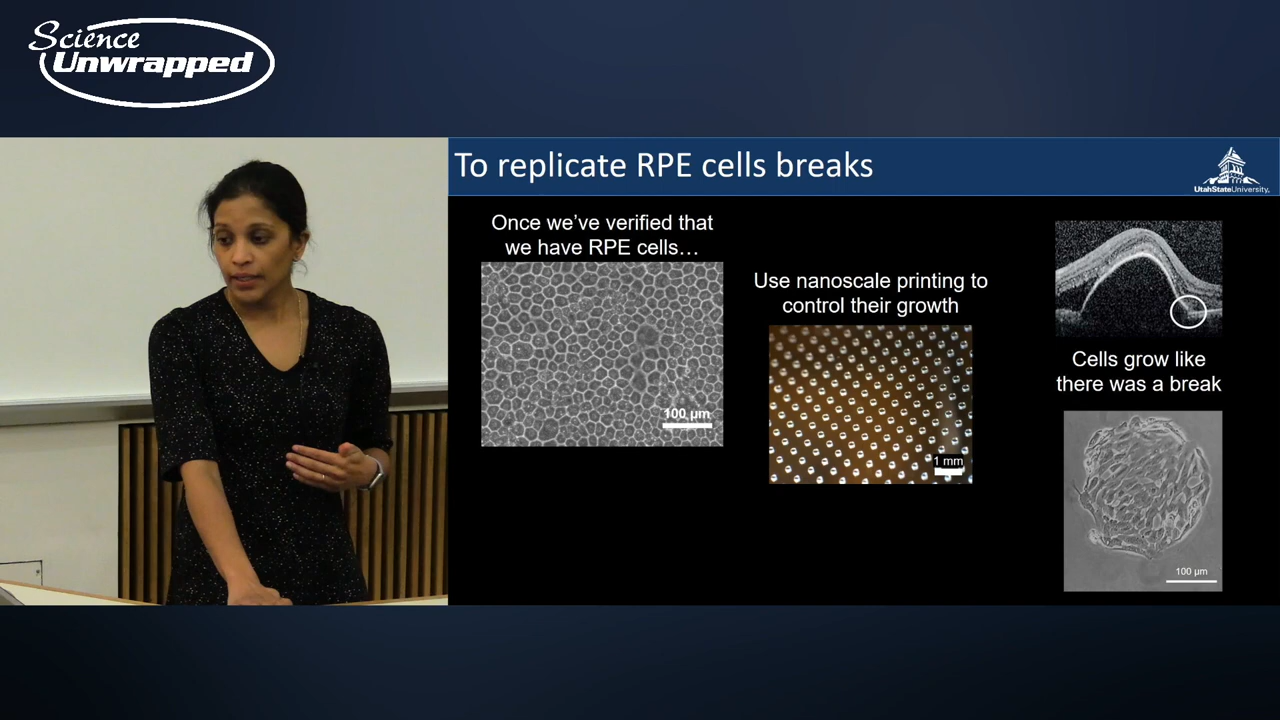 Science
Unwrapped
To replicate RPE cells breaks
UtahStateUniversity.
Once we've verified that
we have RPE cells...
100 µm
Use nanoscale printing to
control their growth
1 mm
Cells grow like
there was a break
100 µm